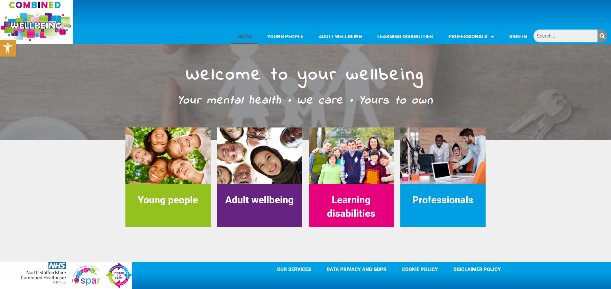 COMBINED
WELLBEING
HOME YOUNG PEOPLE ADULT WELLBEING LEARNING DISABILITIES PROFESSIONALS SIGN IN Search...
Welcome to your wellbeing
Your mental health • we care • Yours to own
Young people
Adult wellbeing
Learning
disabilities
Professionals
NHS
North Staffordshire
Combined Healthcare
NHS Trust
spar
OUR SERVICES DATA PRIVACY AND GDPR COOKIE POLICY DISCLAIMER POLICY